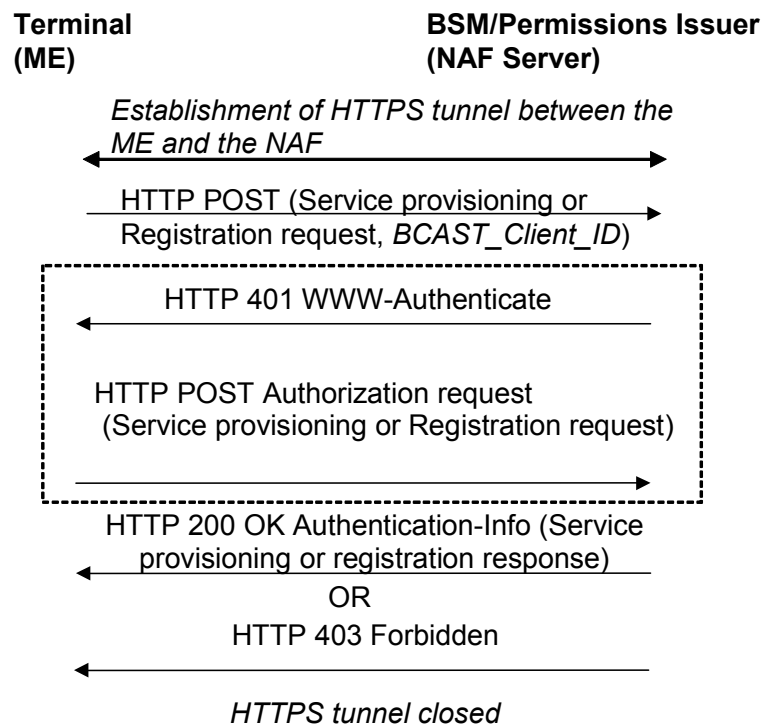 Terminal
(ME)
BSM/Permissions Issuer
(NAF Server)
Establishment of HTTPS tunnel between the
ME and the NAF
HTTP POST (Service provisioning or
Registration request, BCAST_Client_ID)
HTTP 401 WWW-Authenticate
HTTP POST Authorization request
(Service provisioning or Registration request)
HTTP 200 OK Authentication-Info (Service
provisioning or registration response)
OR
HTTP 403 Forbidden
HTTPS tunnel closed